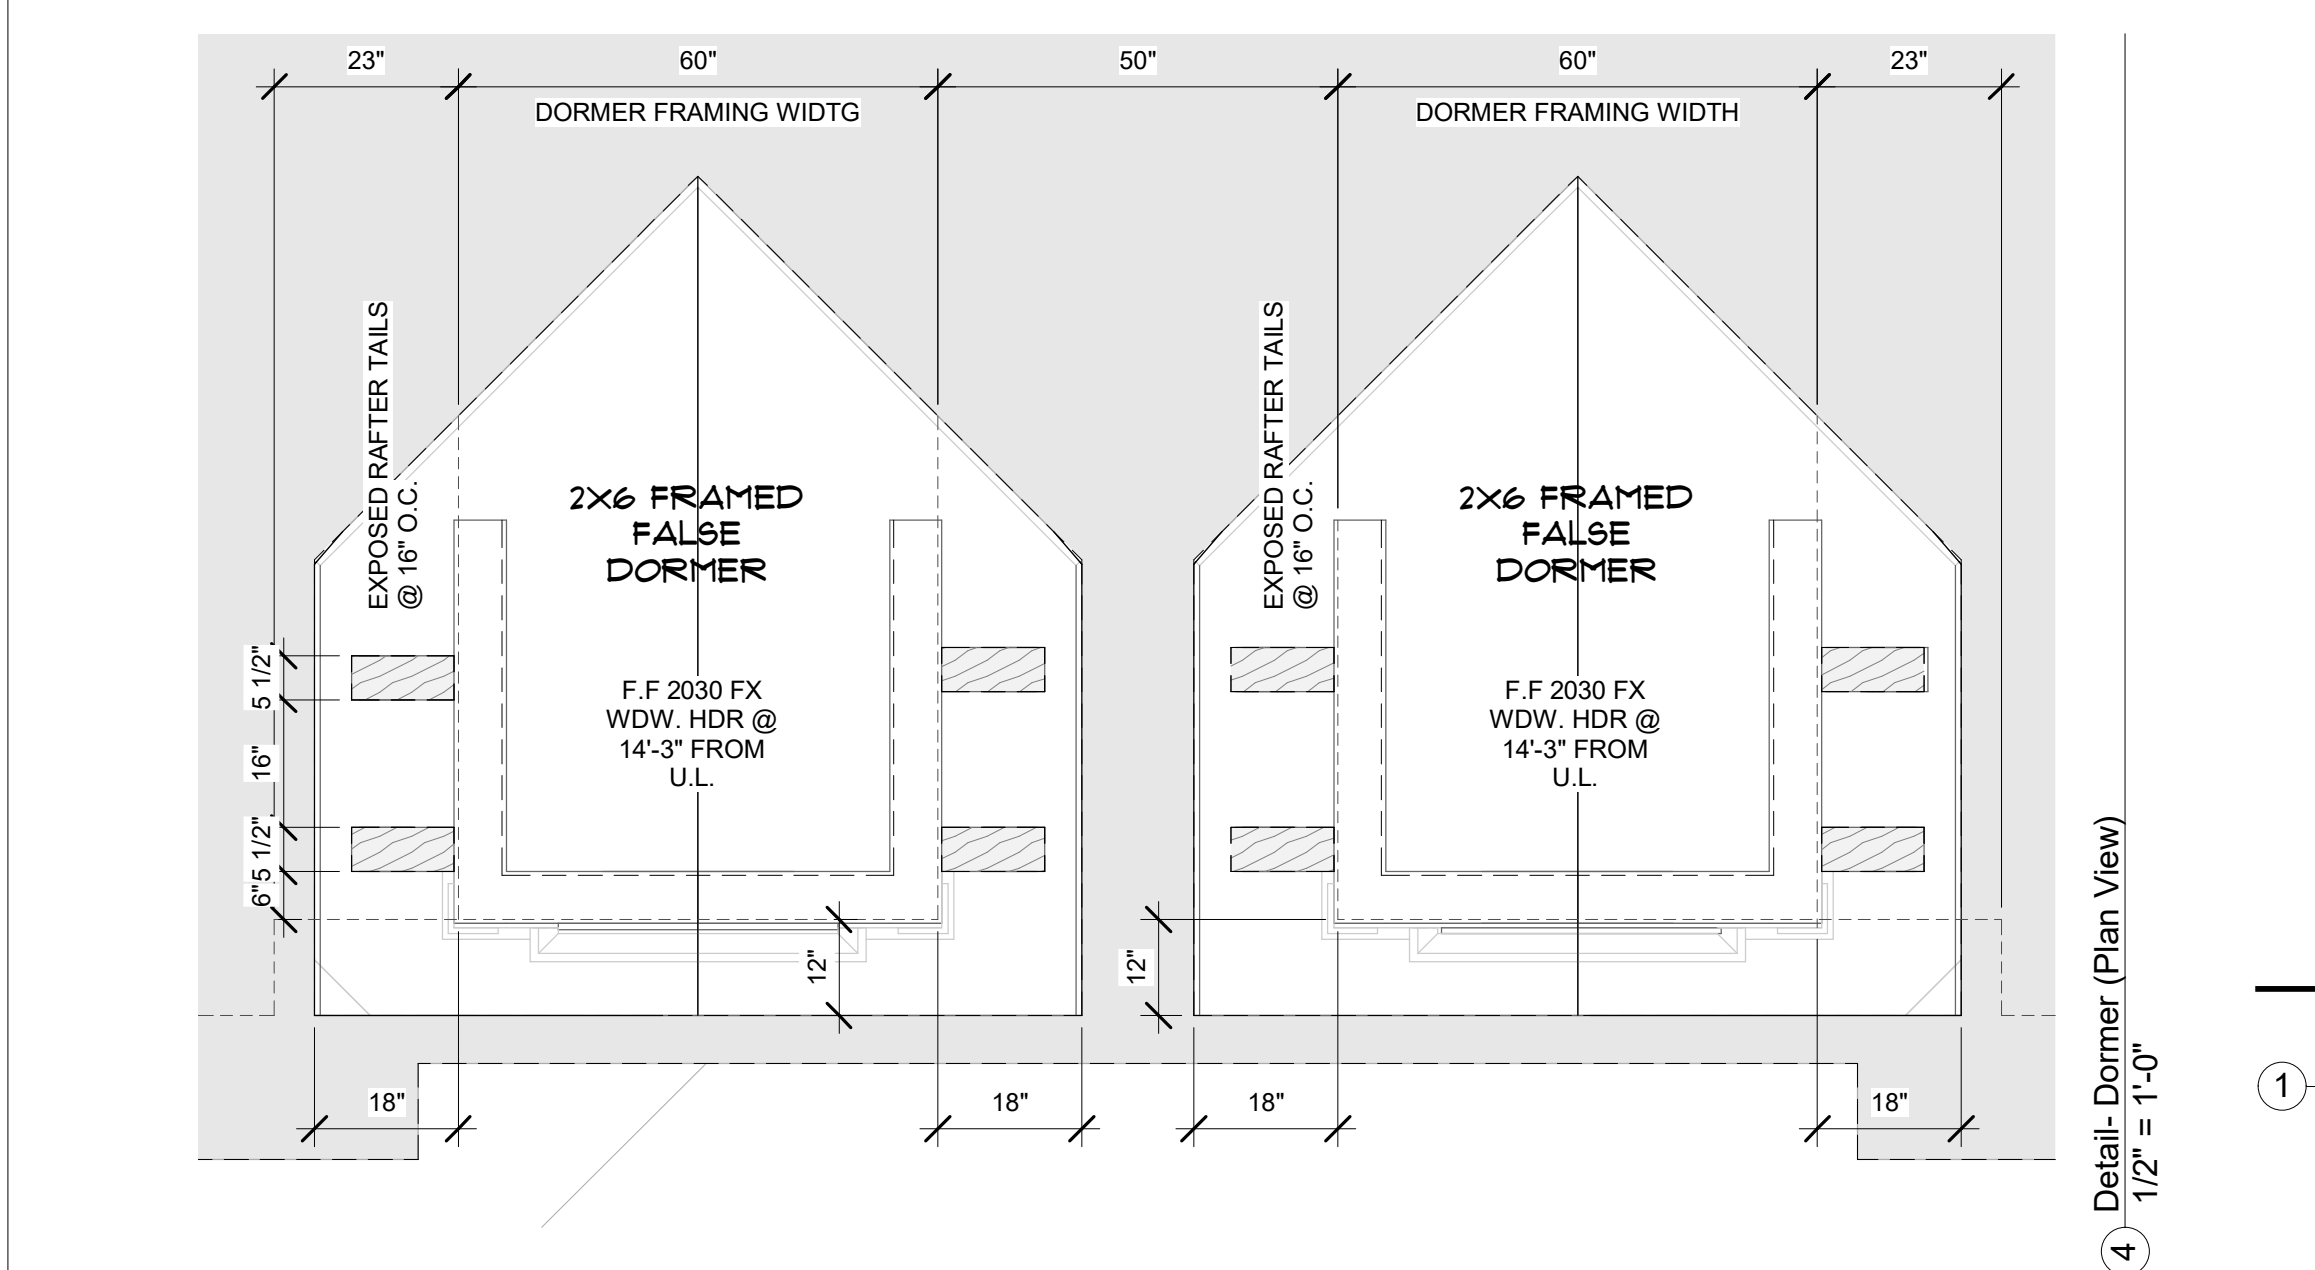 23"
60"
50"
60"
23"
DORMER FRAMING WIDTG
DORMER FRAMING WIDTH
EXPOSED RAFTER TAILS
@ 16" O.C.
2X6 FRAMED
FALSE
DORMER
EXPOSED RAFTER TAILS
@ 16" O.C.
2X6 FRAMED
FALSE
DORMER
5 1/2"
16"
5 1/2"
6"
F.F 2030 FX
WDW. HDR @
14'-3" FROM
U.L.
F.F 2030 FX
WDW. HDR @
14'-3" FROM
U.L.
12"
12"
18"
18"
18"
18"
4
Detail- Dormer (Plan View)
1/2" = 1'-0"
1